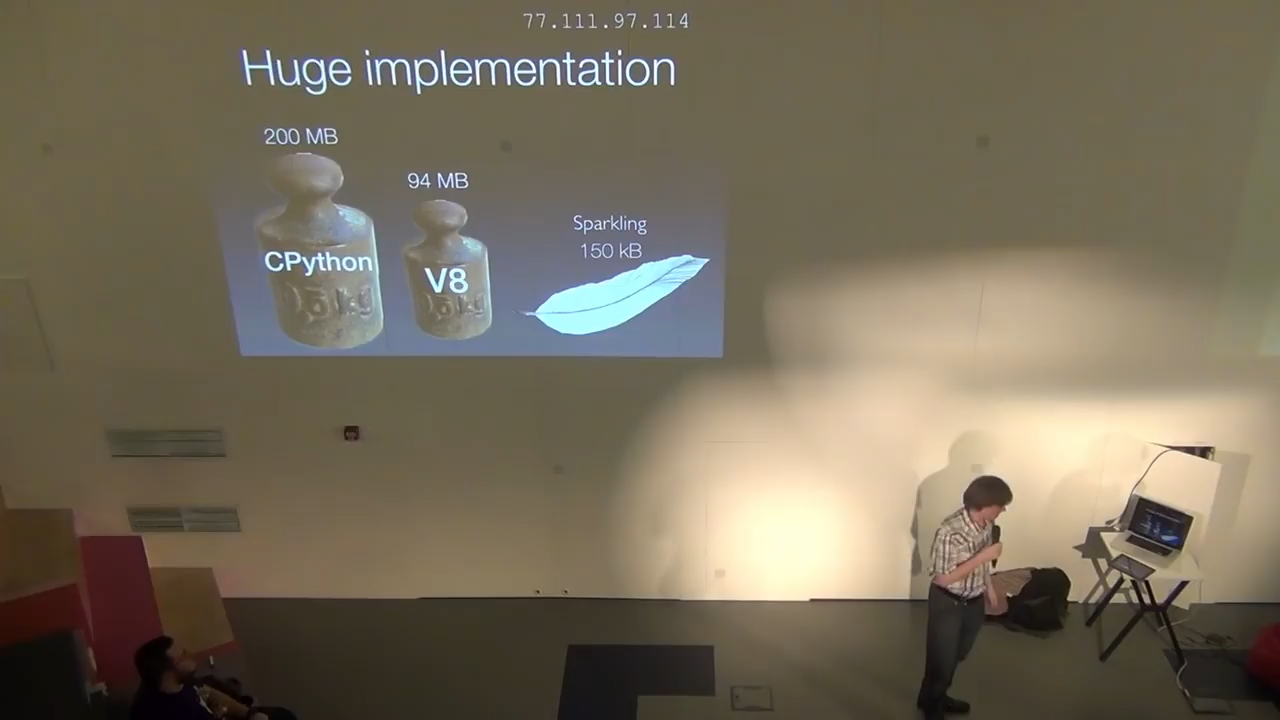 77.111.97.114
Huge implementation
200 MB
94 MB
Sparkling
150 kB
CPython
V8